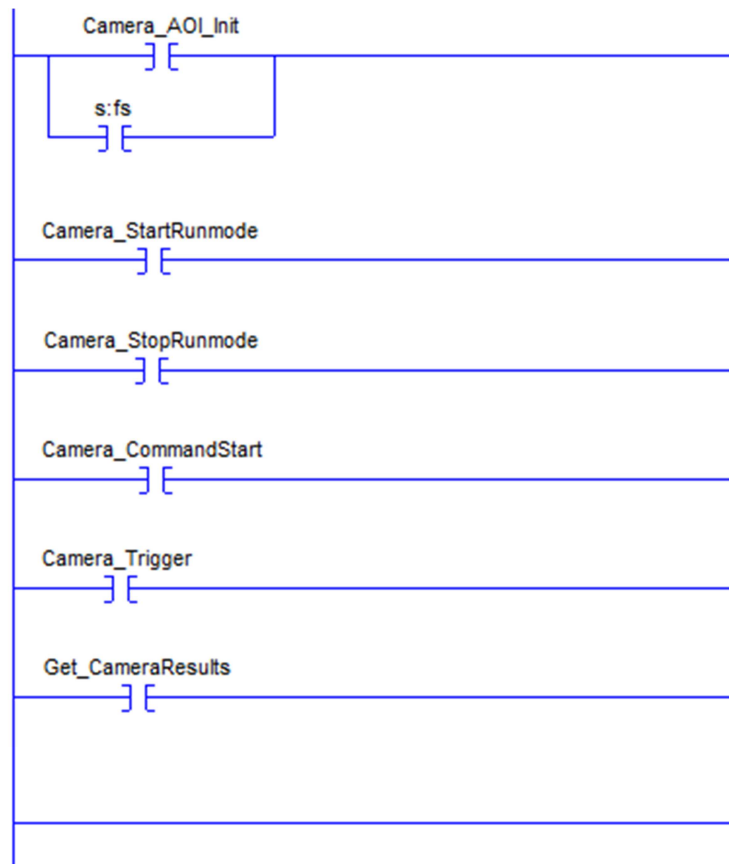 Camera_AOI_Init
s:fs
Camera_StartRunmode
Camera_StopRunmode
Camera_CommandStart
Camera_Trigger
Get_CameraResults